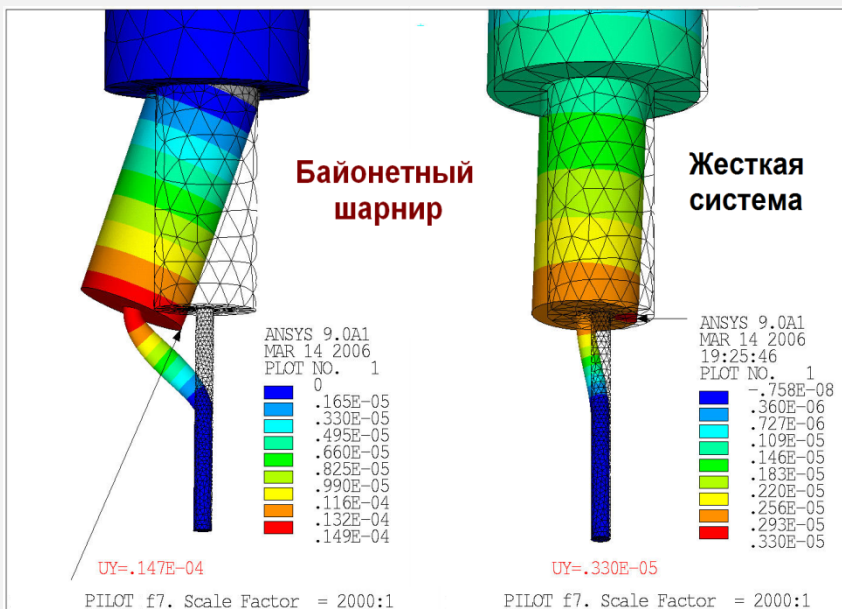 Байонетный
шарнир
ANSYS 9.0A1
MAR 14 2006
PLOT NO. 1
0
.165E-05
.330E-05
.495E-05
.660E-05
.825E-05
.990E-05
.116E-04
.132E-04
.149E-04
UY=.147E-04
PILOT f7. Scale Factor = 2000:1
Жесткая
система
ANSYS 9.0A1
MAR 14 2006
19:25:46
PLOT NO. 1
-.758E-08
.360E-06
.727E-06
.109E-05
.146E-05
.183E-05
.220E-05
.256E-05
.293E-05
.330E-05
UY=.330E-05
PILOT f7. Scale Factor = 2000:1